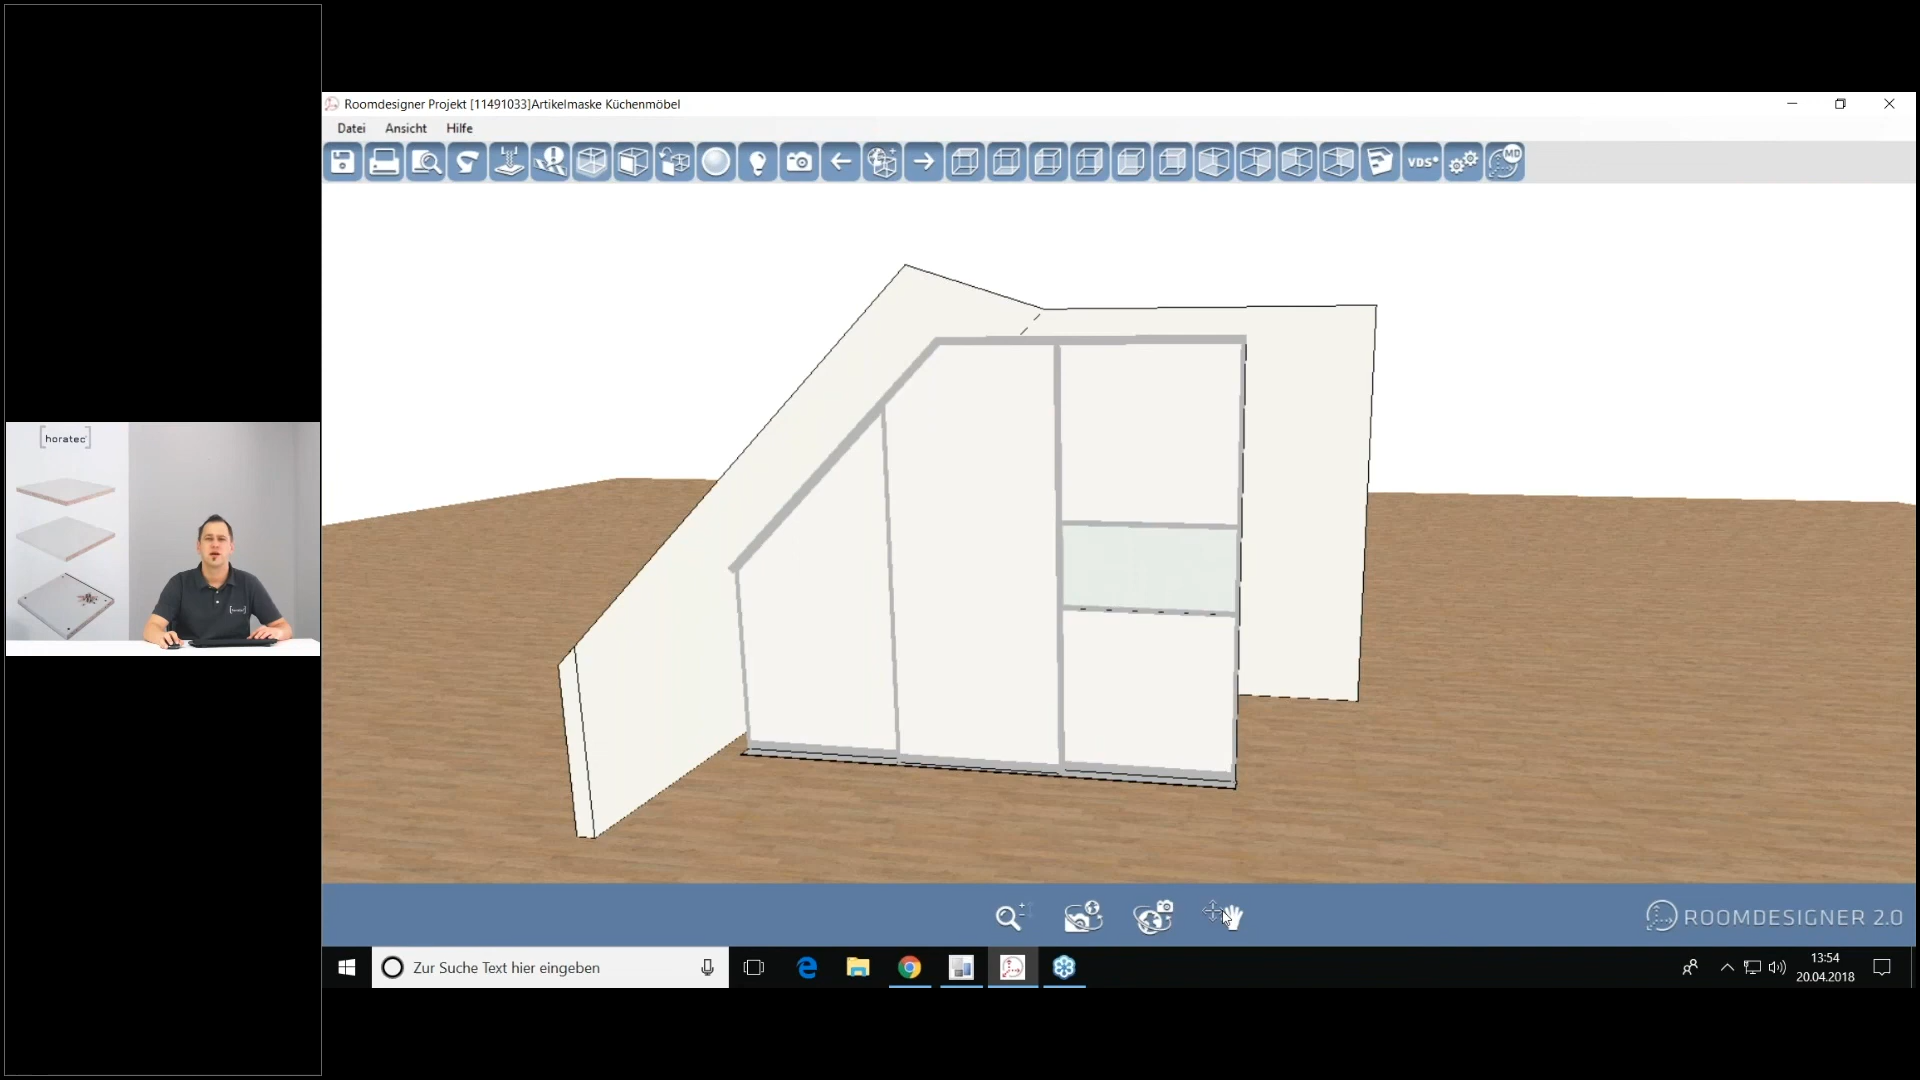 [horatec]
Roomdesigner Projekt [11491033]Artikelmaske Küchenmöbel
Datei Ansicht Hilfe
VDS
MD
ROOMDESIGNER 2.0
Zur Suche Text hier eingeben
13:54
20.04.2018